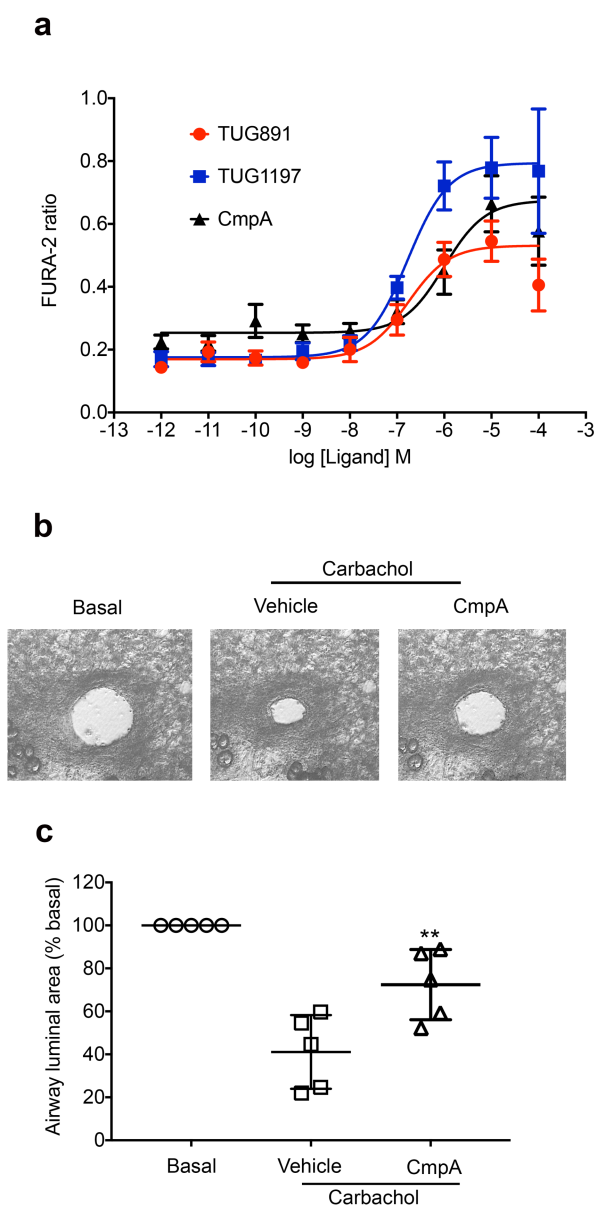 a
1.0
0.8
0.6
0.4
0.2
0.0
FURA-2 ratio
TUG891
TUG1197
CmpA
-13 -12 -11 -10 -9 -8 -7 -6 -5 -4 -3
log [Ligand] M
b
Carbachol
Basal Vehicle CmpA
c
120
100
80
60
40
20
0
Airway luminal area (% basal)
**
Basal Vehicle CmpA
Carbachol